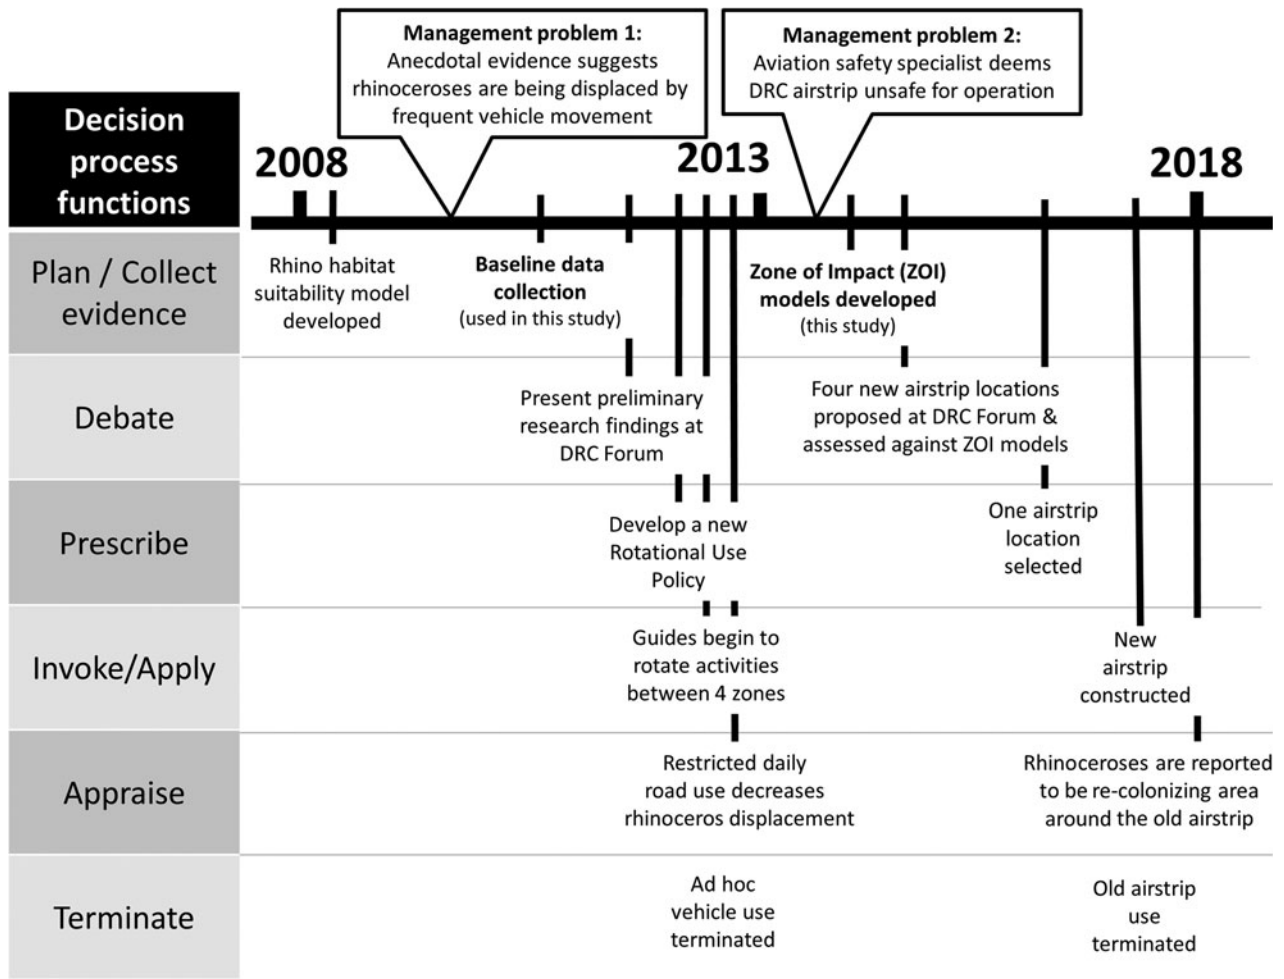 Management problem 1:
Anecdotal evidence suggests
rhinoceroses are being displaced by
frequent vehicle movement
Management problem 2:
Aviation safety specialist deems
DRC airstrip unsafe for operation
Decision
process
functions
2008
2013
2018
Plan / Collect
evidence
Rhino habitat
suitability model
developed
Baseline data
collection
(used in this study)
Zone of Impact (ZOI)
models developed
(this study)
Debate
Present preliminary
research findings at
DRC Forum
Four new airstrip locations
proposed at DRC Forum &
assessed against ZOI models
Prescribe
Develop a new
Rotational Use
Policy
One airstrip
location
selected
Invoke/Apply
Guides begin to
rotate activities
between 4 zones
New
airstrip
constructed
Appraise
Restricted daily
road use decreases
rhinoceros displacement
Rhinoceroses are reported
to be re-colonizing area
around the old airstrip
Terminate
Ad hoc
vehicle use
terminated
Old airstrip
use
terminated